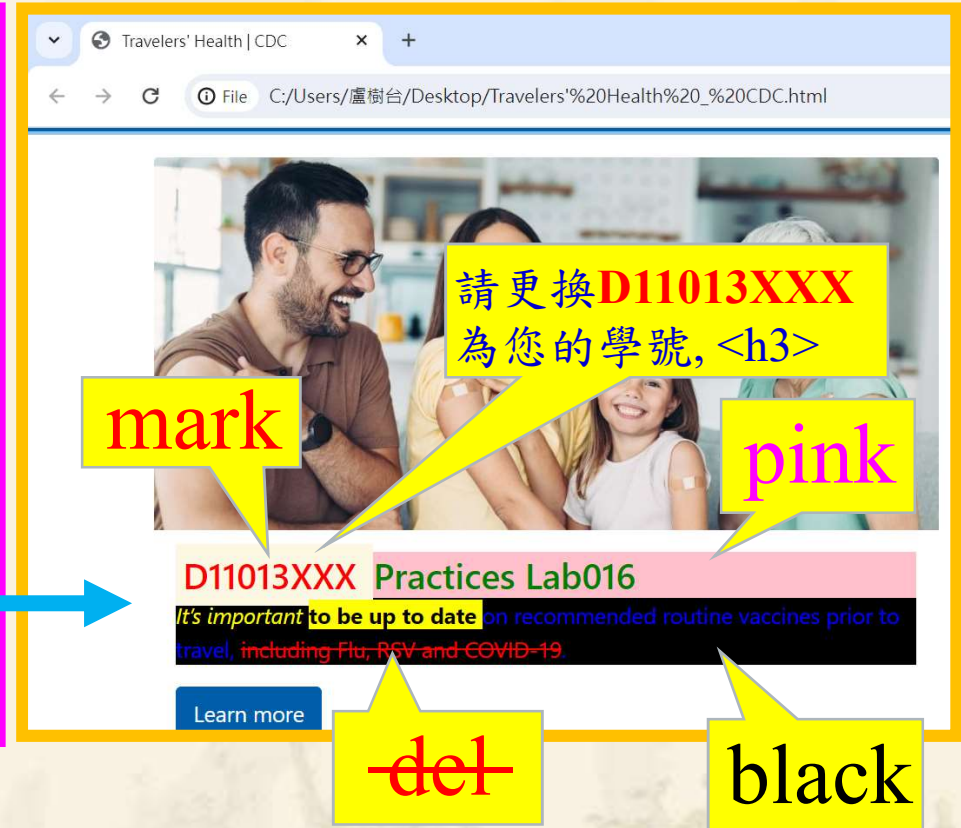 Travelers' Health | CDC
File C:/Users/盧樹台/Desktop/Travelers'%20Health%20_%20CDC.html
請更換D11013XXX
為您的學號, <h3>
mark
pink
D11013XXX Practices Lab016
It's important to be up to date on recommended routine vaccines prior to
travel, including Flu, RSV and COVID-19.
Learn more
del
black